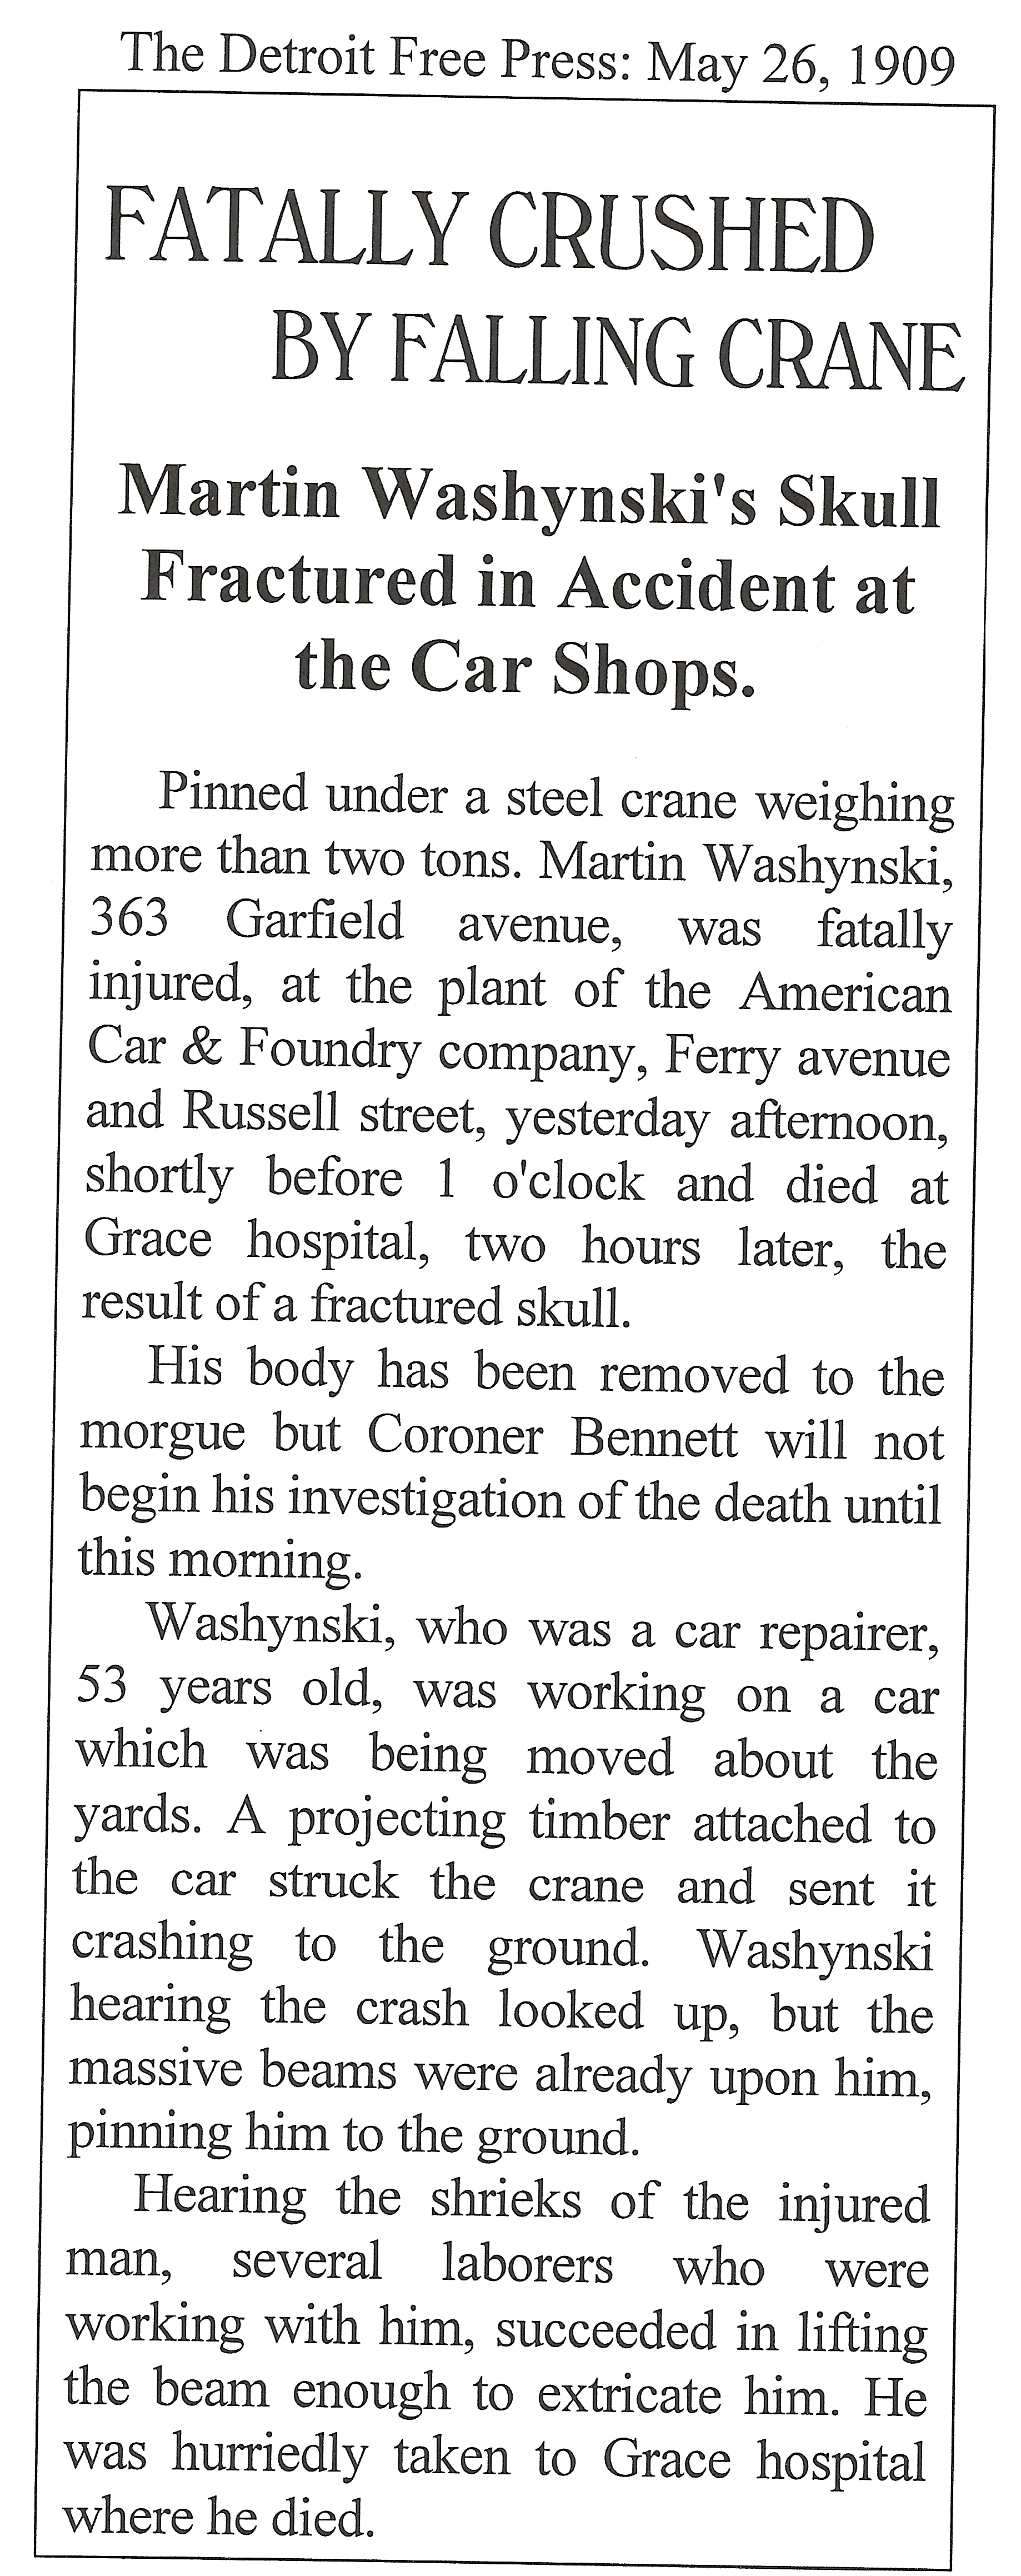 The Detroit Free Press: May 26, 1909
FATALLY CRUSHED
BY FALLING CRANE
Martin Washynski's Skull
Fractured in Accident at
the Car Shops.
Pinned under a steel crane weighing
more than two tons. Martin Washynski,
363 Garfield avenue, was fatally
injured, at the plant of the American
Car & Foundry company, Ferry avenue
and Russell street, yesterday afternoon,
shortly before 1 o'clock and died at
Grace hospital, two hours later, the
result of a fractured skull.
His body has been removed to the
morgue but Coroner Bennett will not
begin his investigation of the death until
this morning.
Washynski, who was a car repairer,
53 years old, was working on a car
which was being moved about the
yards. A projecting timber attached to
the car struck the crane and sent it
crashing to the ground. Washynski
hearing the crash looked up, but the
massive beams were already upon him,
pinning him to the ground.
Hearing the shrieks of the injured
man, several laborers who were
working with him, succeeded in lifting
the beam enough to extricate him. He
was hurriedly taken to Grace hospital
where he died.